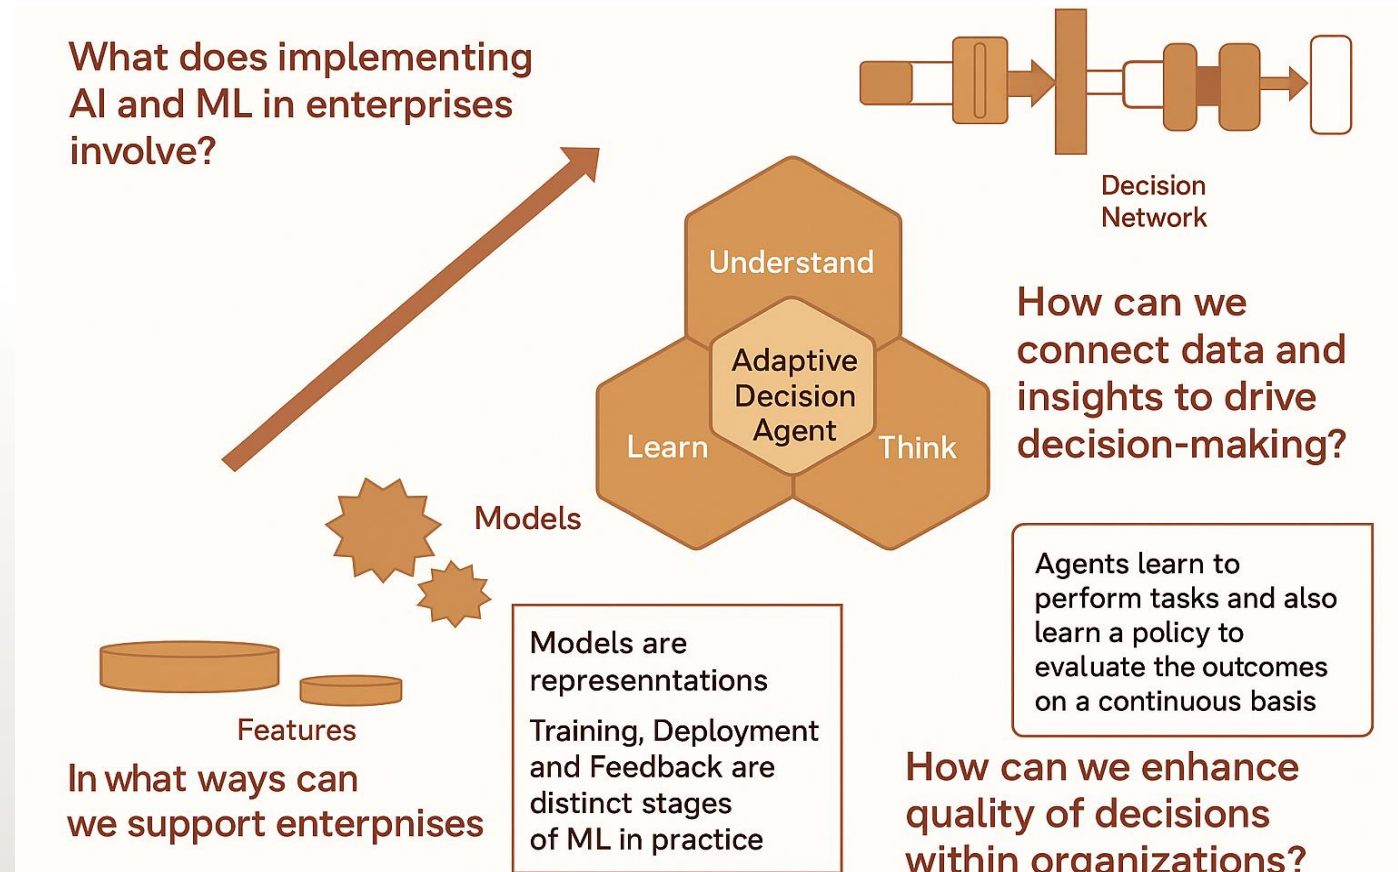 What does implementing
AI and ML in enterprises
involve?
Decision
Network
Understand
Adaptive
Decision
Agent
Learn
Think
How can we
connect data and
insights to drive
decision-making?
Models
Agents learn to
perform tasks and also
learn a policy to
evaluate the outcomes
on a continuous basis
Features
Models are
represenntations
Training, Deployment
and Feedback are
distinct stages
of ML in practice
In what ways can
we support enterpnises
How can we enhance
quality of decisions
within organizations?